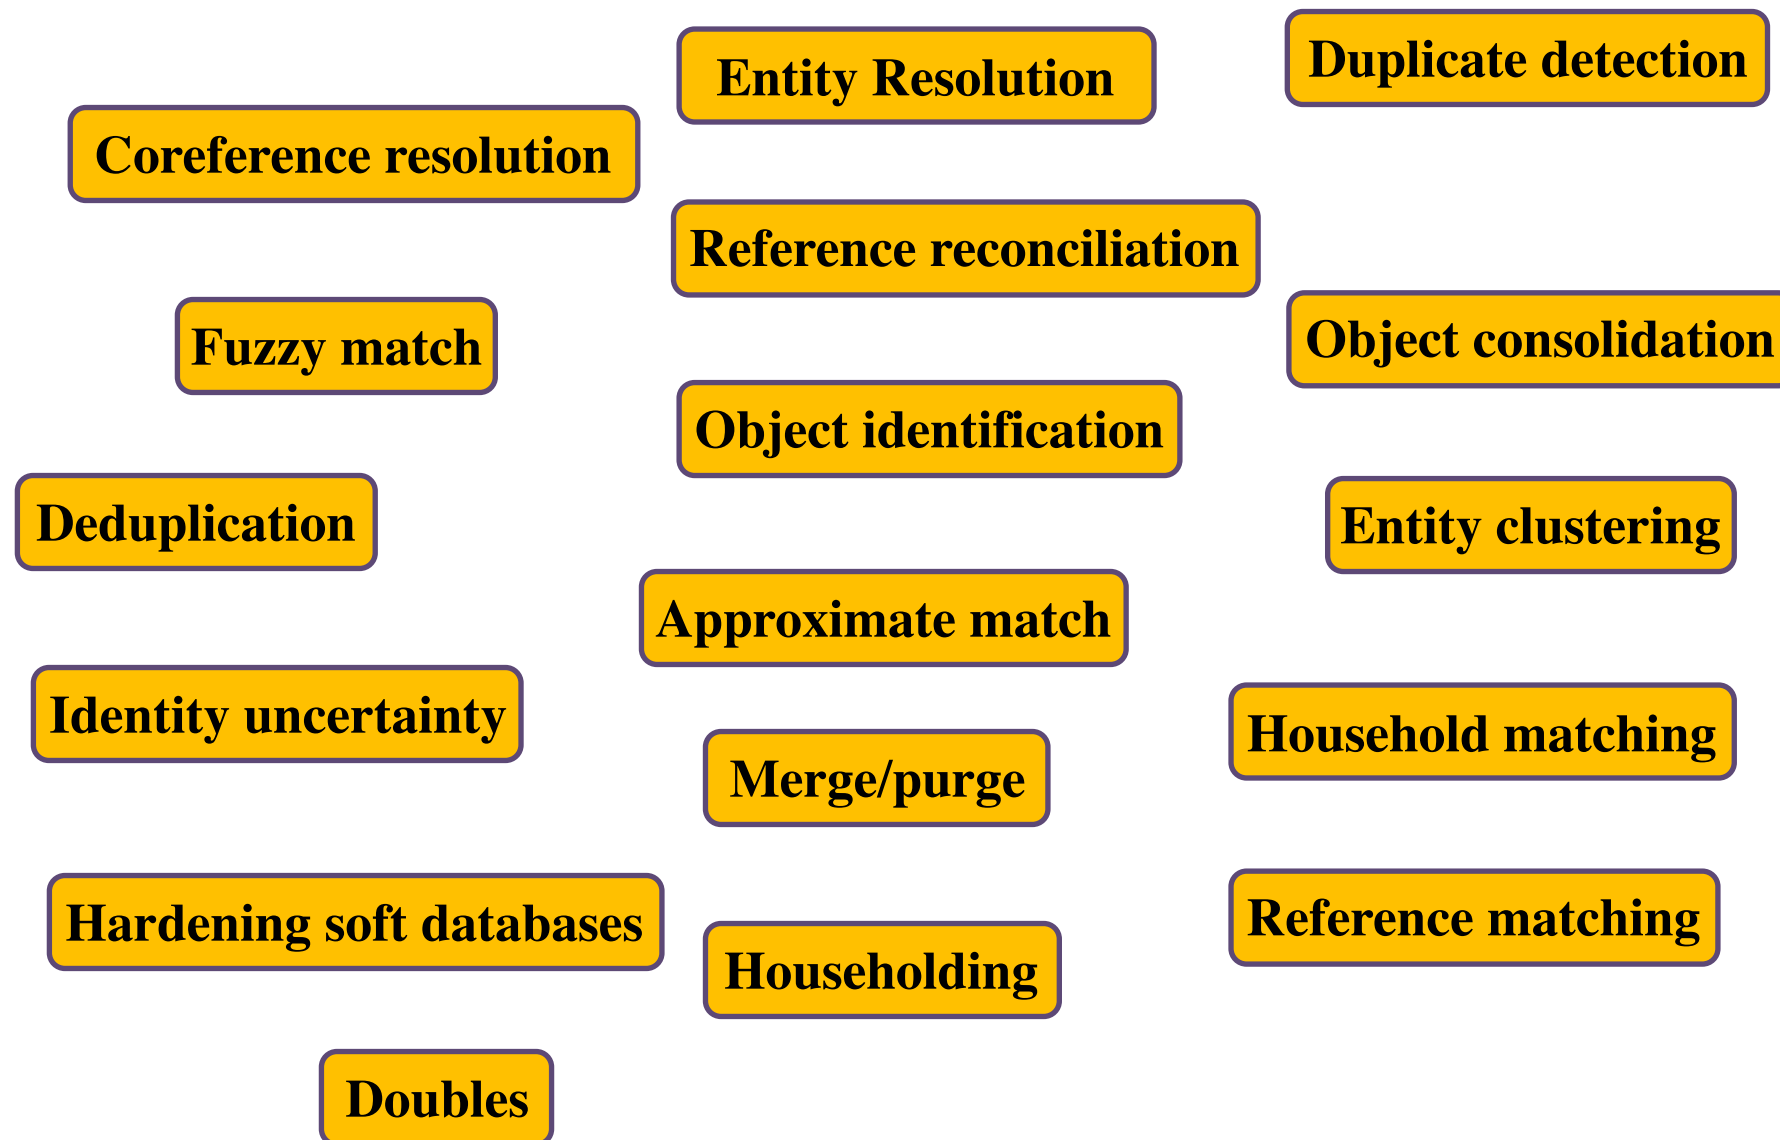 Entity Resolution
Duplicate detection
Coreference resolution
Reference reconciliation
Fuzzy match
Object consolidation
Object identification
Deduplication
Entity clustering
Approximate match
Identity uncertainty
Household matching
Merge/purge
Hardening soft databases
Reference matching
Householding
Doubles